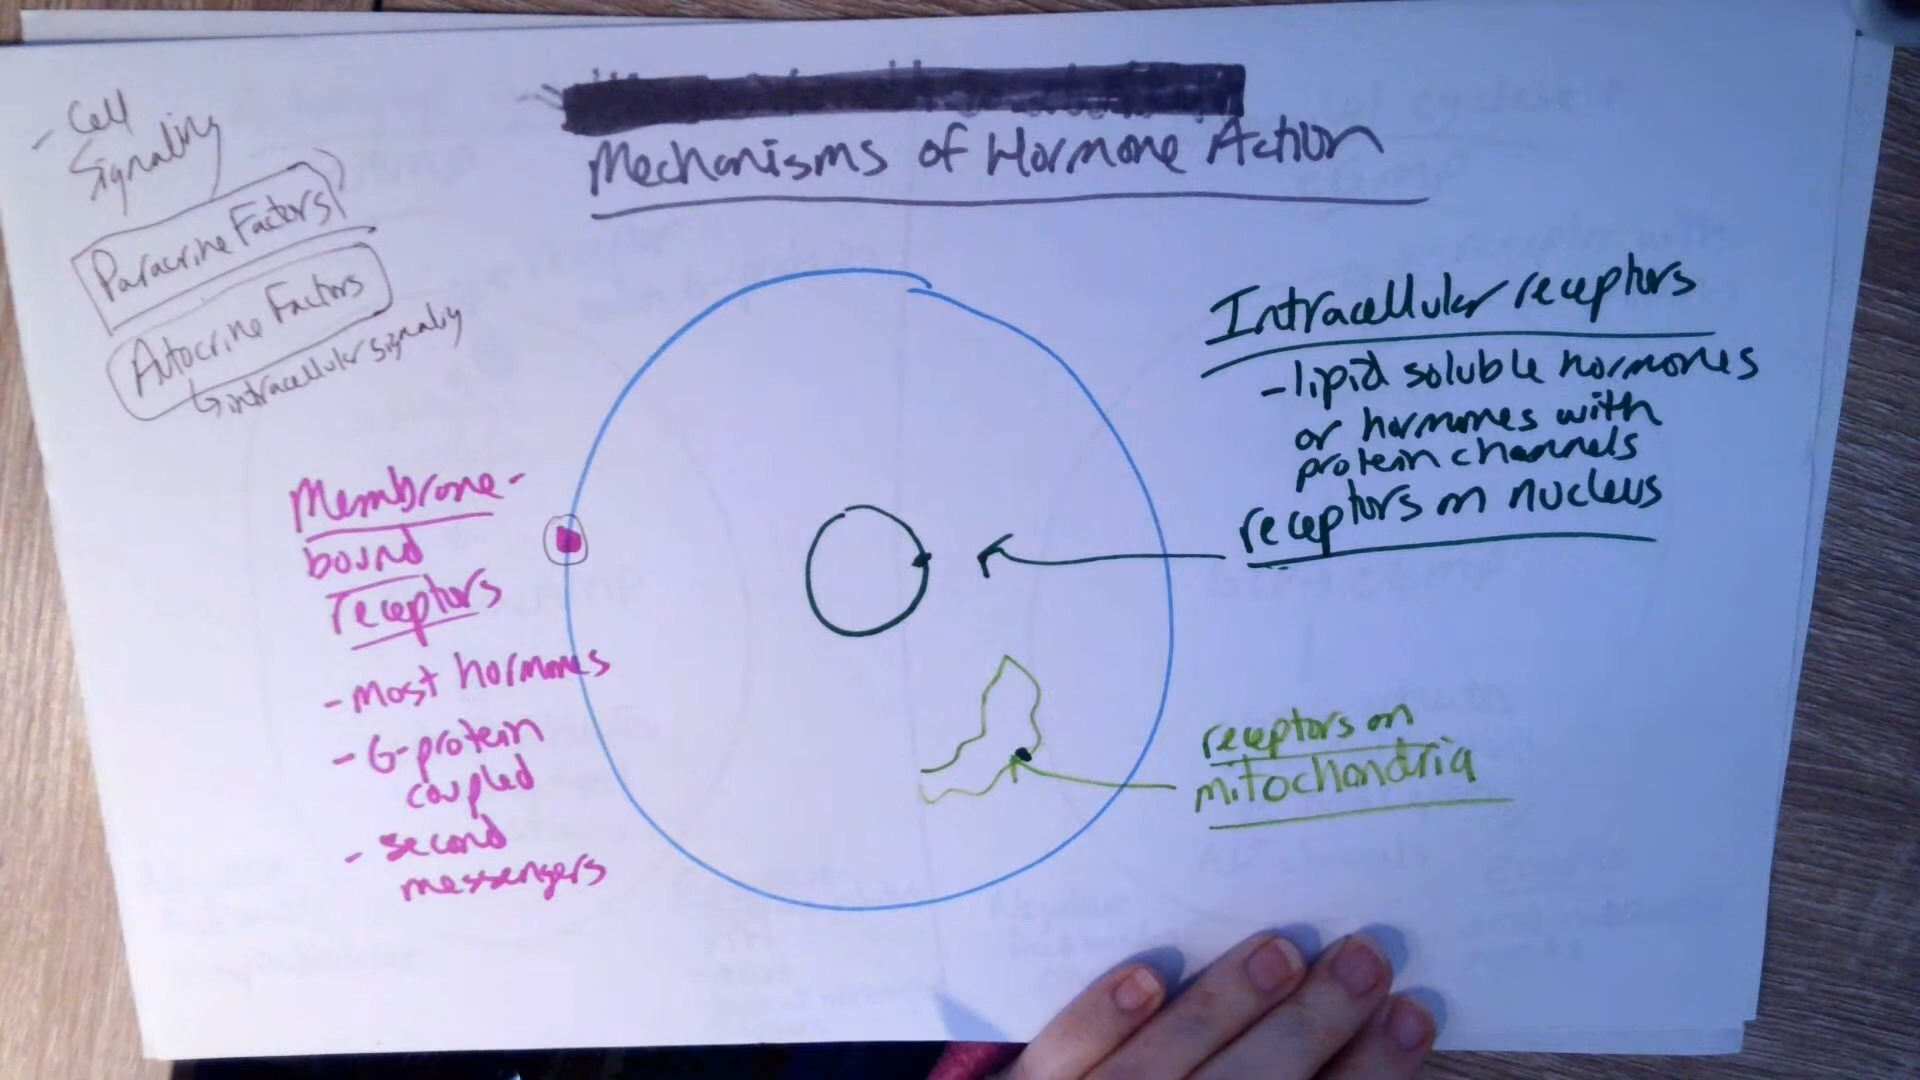 Mechanisms of Hormone Action
- Cell
Signaling
Paracrine Factors
Autocrine Factors
↳ intracellular signaling
Membrane-
bound
receptors
- most hormones
- G-protein
coupled
- second
messengers
Intracellular receptors
- lipid soluble hormones
or hormones with
protein channels
receptors on nucleus
receptors on
mitochondria